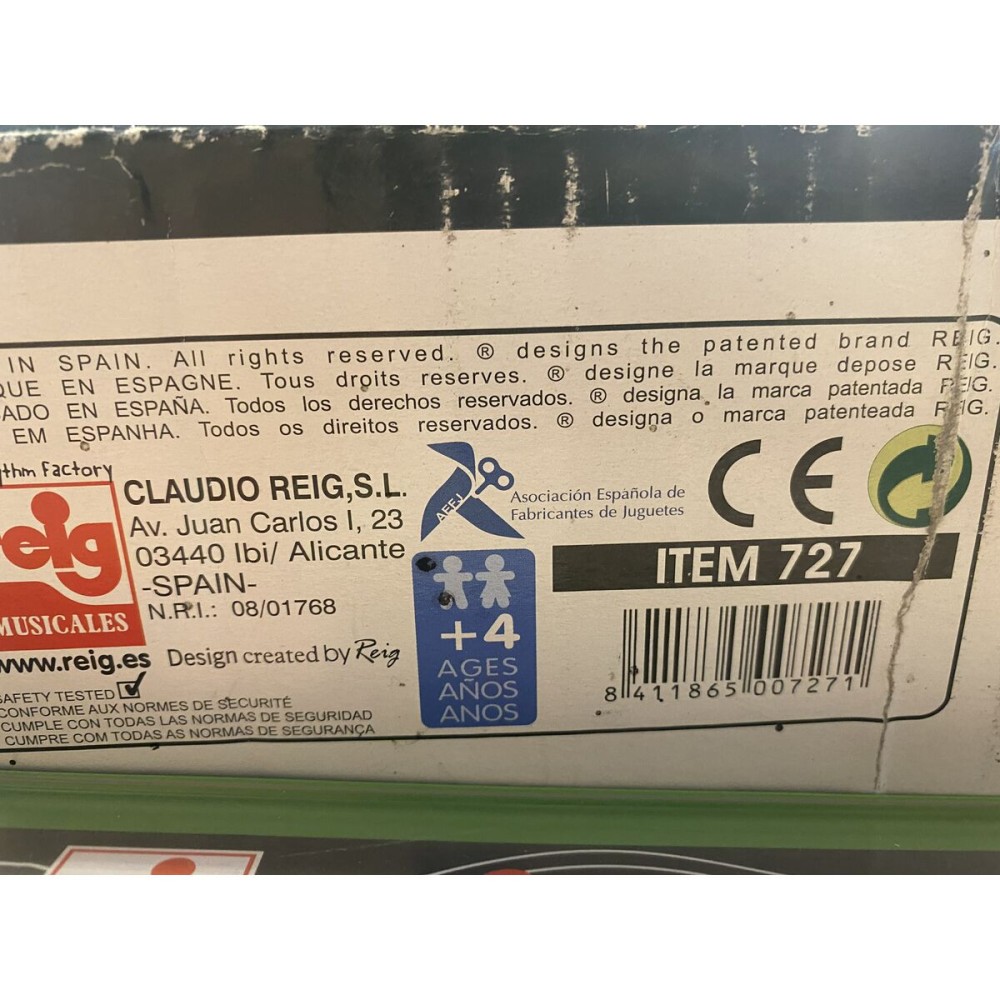 IN SPAIN. All rights reserved. ® designs the patented brand REIG.
QUE EN ESPAGNE. Tous droits reserves. ® designe la marque depose REIG.
ADO EN ESPAÑA. Todos los derechos reservados. ® designa la marca patentada REIG.
EM ESPANHA. Todos os direitos reservados. ® designa o marca patenteada REIG.
thm Factory
reig
MUSICALES
www.reig.es
CLAUDIO REIG,S.L.
Av. Juan Carlos I, 23
03440 Ibi/ Alicante
-SPAIN-
N.R.I.: 08/01768
Design created by Reig
SAFETY TESTED
CONFORME AUX NORMES DE SECURITÉ
CUMPLE CON TODAS LAS NORMAS DE SEGURIDAD
CUMPRE COM TODAS AS NORMAS DE SEGURANÇA
AEFJ
Asociación Española de
Fabricantes de Juguetes
+4
AGES
AÑOS
ANOS
CE
ITEM 727
8 411865 007271